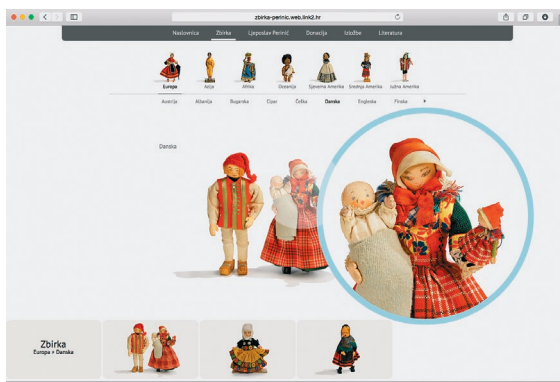 zbirka-perinic.web.link2.hr
Naslovnica Zbirka Ljeposlav Perinić Donacija Izložbe Literatura
Europa Azija Afrika Oceanija Sjeverna Amerika Srednja Amerika Južna Amerika
Austrija Albanija Bugarska Cipar Češka Danska Engleska Finska
Danska
Zbirka
Europa » Danska